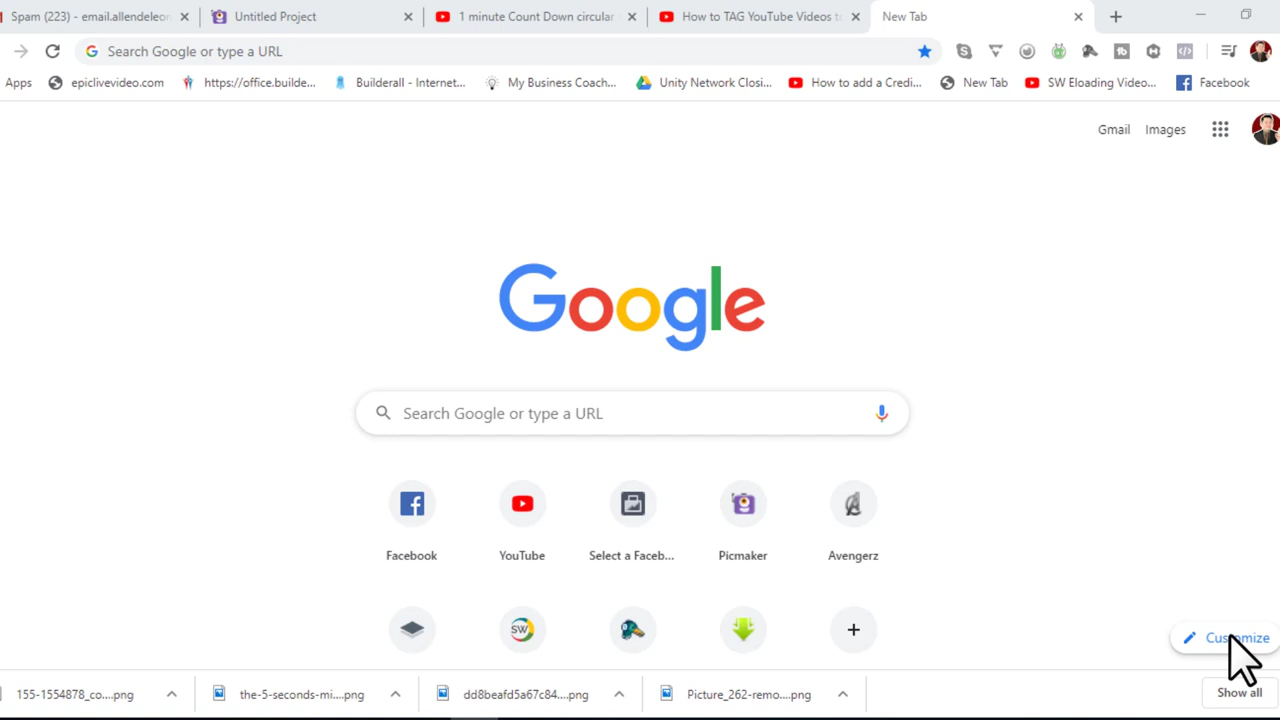 Spam (223) - email.allendeleon
Untitled Project
1 minute Count Down circular
How to TAG YouTube Videos to
New Tab
Search Google or type a URL
Apps
epiclivevideo.com
https://office.builde...
Builderall - Internet...
My Business Coach...
Unity Network Closi...
How to add a Credi...
New Tab
SW Eloading Video...
Facebook
Gmail
Images
Google
Search Google or type a URL
Facebook
YouTube
Select a Faceb...
Picmaker
Avengerz
SW
Customize
155-1554878_co....png
the-5-seconds-mi....png
dd8beafd5a67c84....png
Picture_262-remo....png
Show all